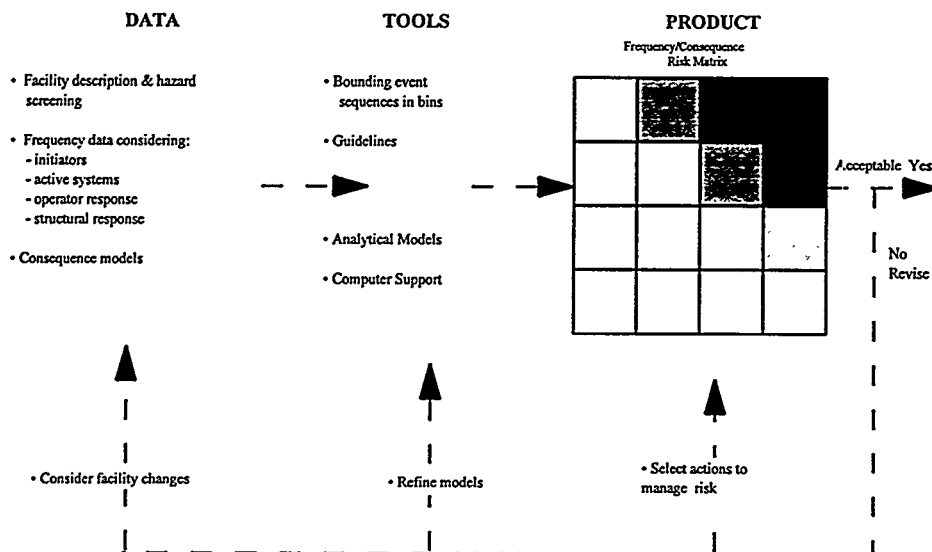 DATA
TOOLS
PRODUCT
Frequency/Consequence
Risk Matrix
• Facility description & hazard
screening
• Frequency data considering:
- initiators
- active systems
- operator response
- structural response
• Consequence models
• Bounding event
sequences in bins
• Guidelines
• Analytical Models
• Computer Support
Acceptable Yes
No
Revise
• Consider facility changes
• Refine models
• Select actions to
manage risk